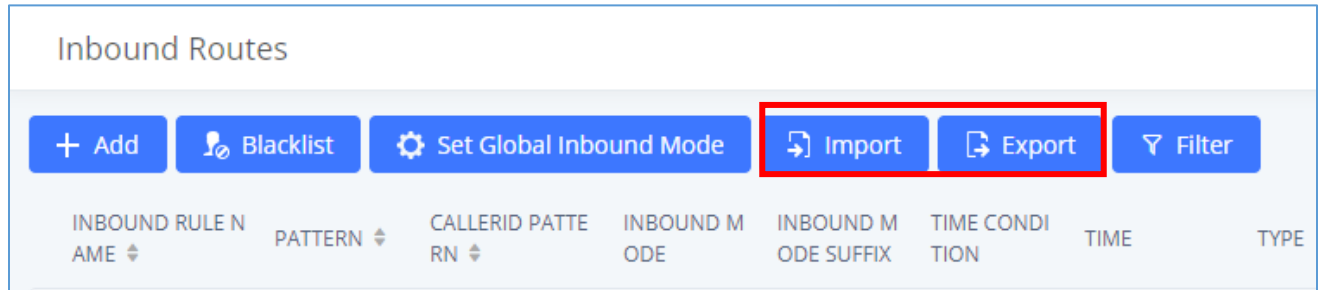 Inbound Routes
+ Add Blacklist Set Global Inbound Mode Import Export Filter
INBOUND RULE N CALLERID PATTE INBOUND M INBOUND M TIME CONDI
PATTERN TIME TYPE
AME RN ODE ODE SUFFIX TION